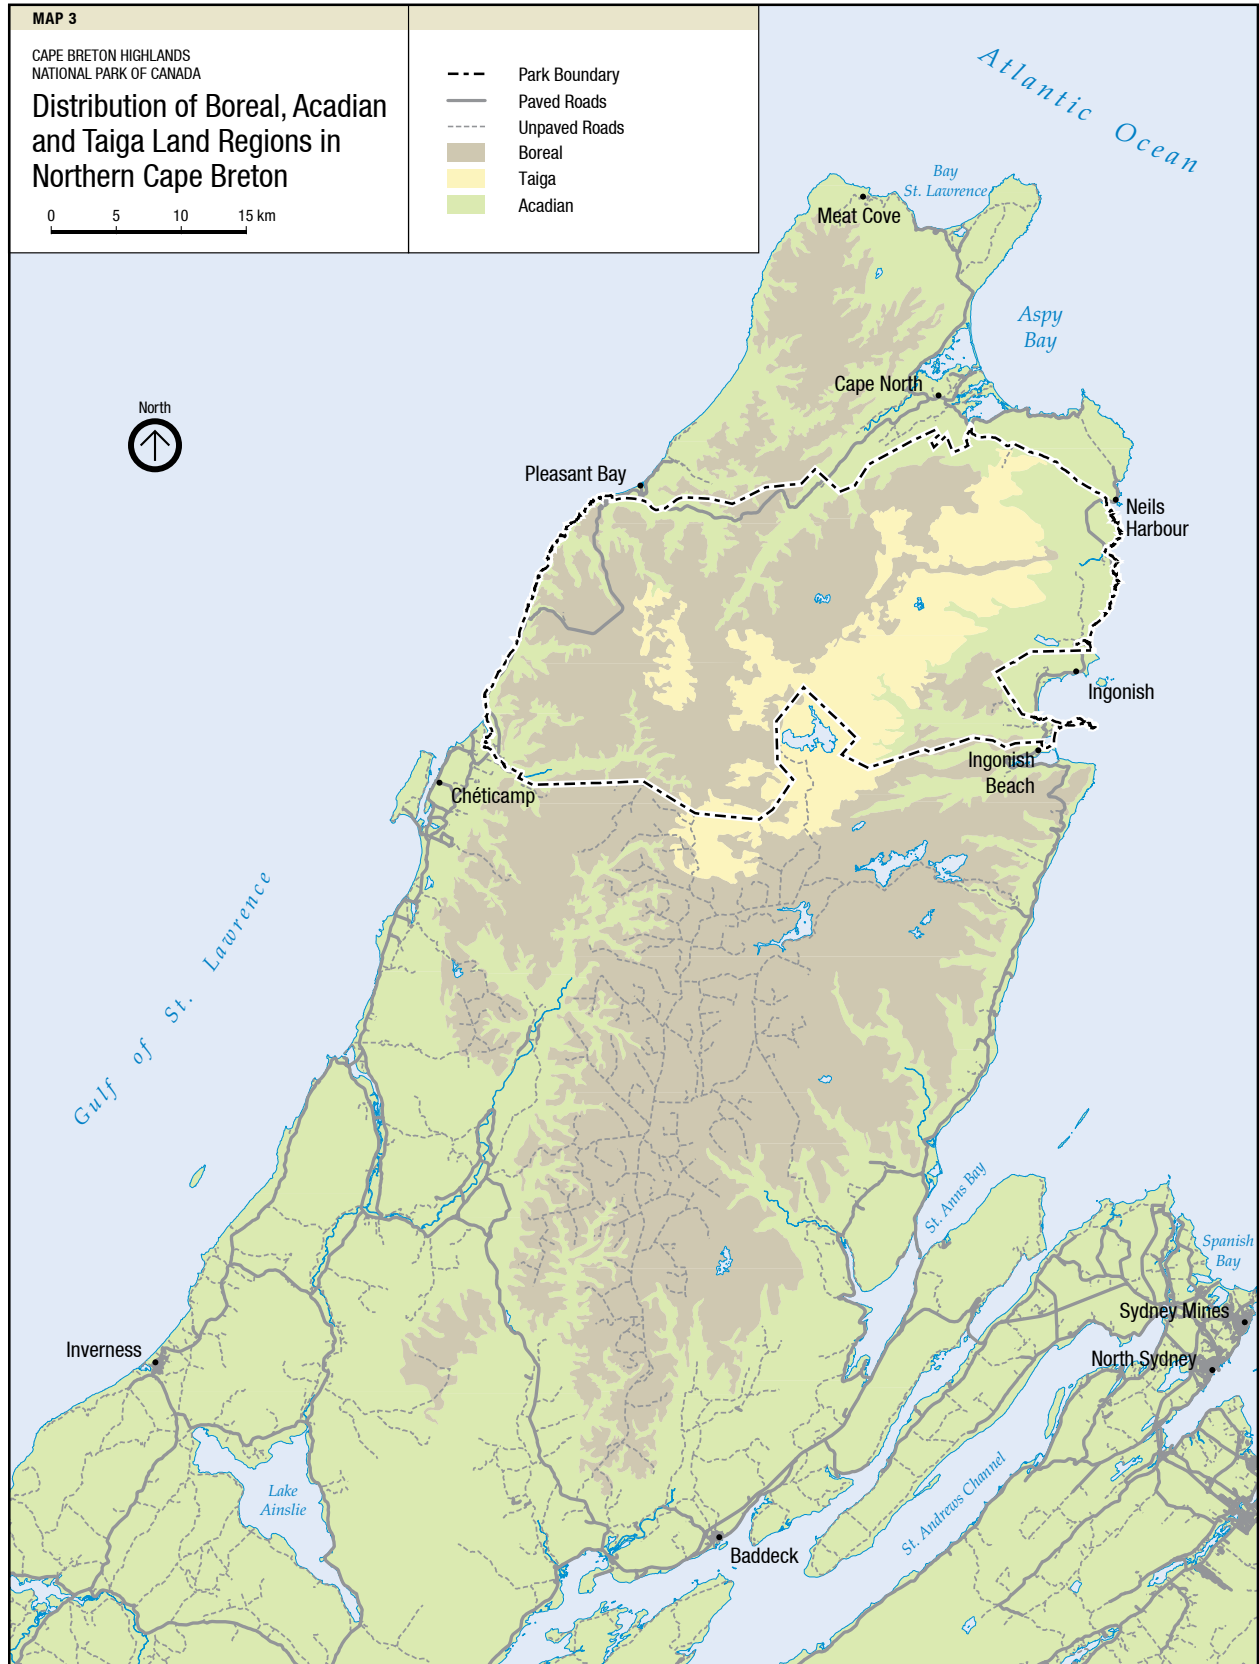 MAP 3
CAPE BRETON HIGHLANDS
NATIONAL PARK OF CANADA
Distribution of Boreal, Acadian
and Taiga Land Regions in
Northern Cape Breton
0 5 10 15 km
Park Boundary
Paved Roads
Unpaved Roads
Boreal
Taiga
Acadian
Atlantic Ocean
Bay
St. Lawrence
Meat Cove
Aspy
Bay
Cape North
North
Pleasant Bay
Neils
Harbour
Ingonish
Ingonish
Beach
Chéticamp
Gulf of St. Lawrence
St. Anns Bay
Spanish
Bay
Sydney Mines
North Sydney
Inverness
Lake
Ainslie
St. Andrews Channel
Baddeck